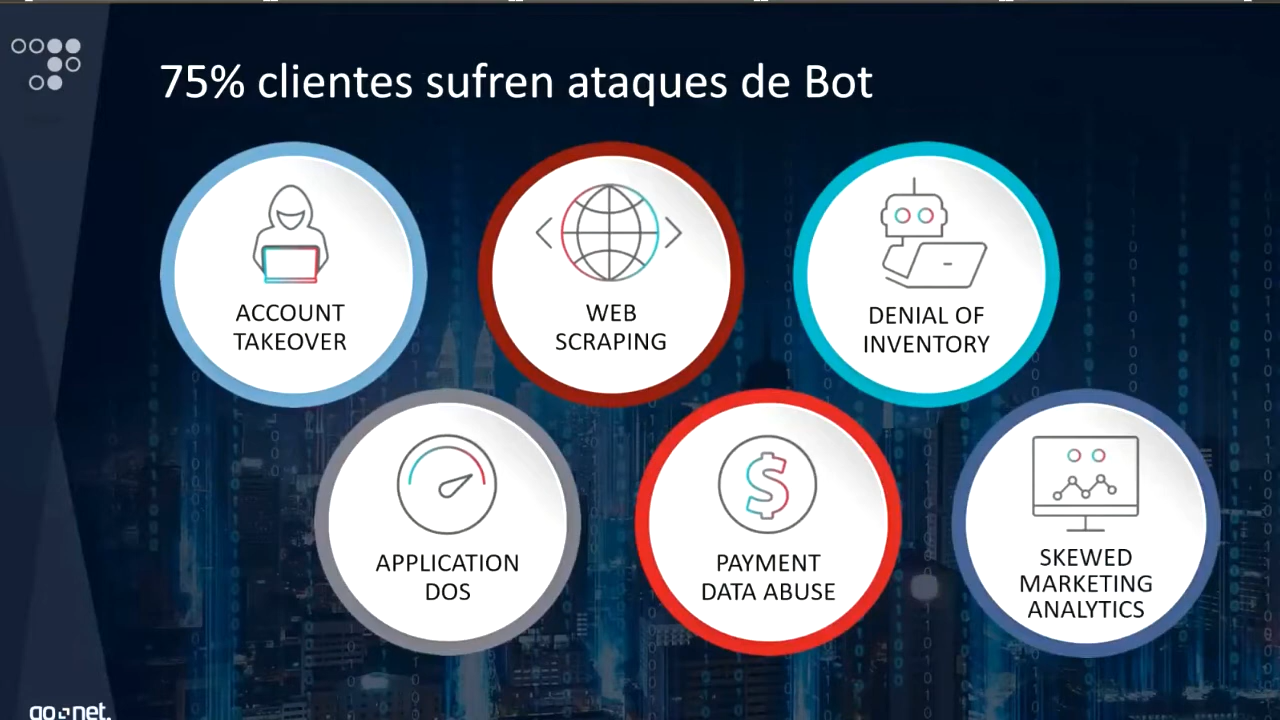 75% clientes sufren ataques de Bot
ACCOUNT
TAKEOVER
WEB
SCRAPING
DENIAL OF
INVENTORY
APPLICATION
DOS
PAYMENT
DATA ABUSE
SKEWED
MARKETING
ANALYTICS